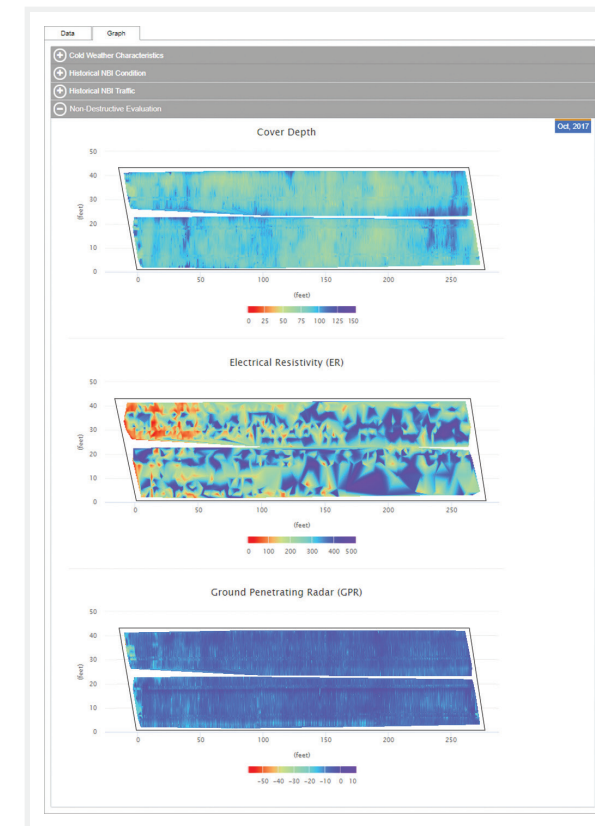 Data Graph
Cold Weather Characteristics
Historical NBI Condition
Historical NBI Traffic
Non-Destructive Evaluation
Oct, 2017
Cover Depth
50
40
30
20
10
0
(feet)
0 50 100 150 200 250
(feet)
0 25 50 75 100 125 150
Electrical Resistivity (ER)
50
40
30
20
10
0
(feet)
0 50 100 150 200 250
(feet)
0 100 200 300 400 500
Ground Penetrating Radar (GPR)
50
40
30
20
10
0
(feet)
0 50 100 150 200 250
(feet)
−50 −40 −30 −20 −10 0 10